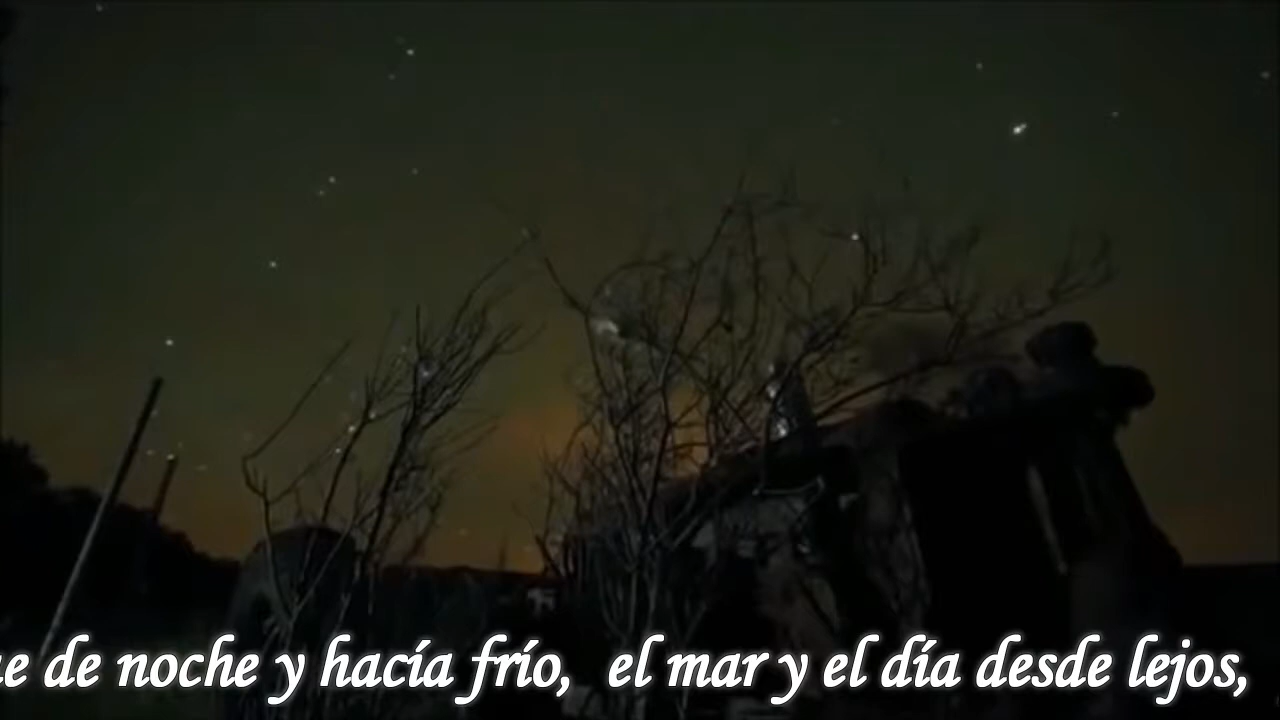 de noche y hacía frío, el mar y el día desde lejos,